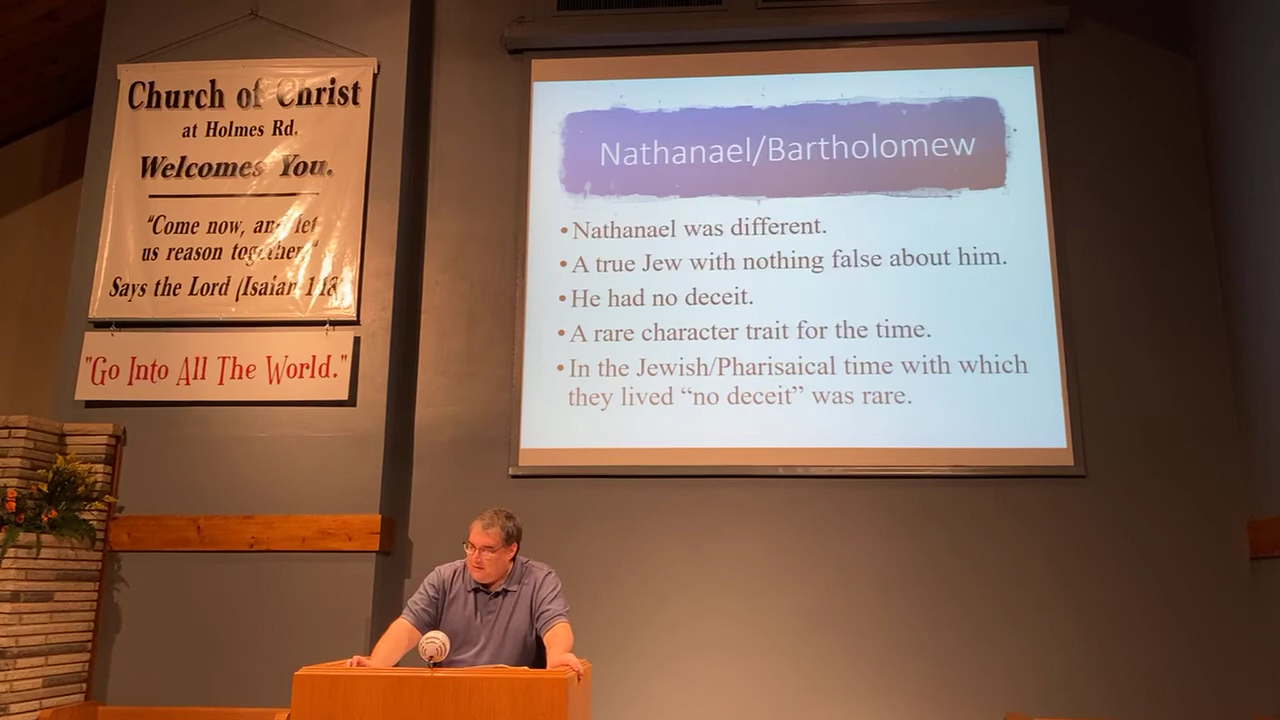 Church of Christ
at Holmes Rd.
Welcomes You.
"Come now, and let
us reason together,"
Says the Lord (Isaiah 1:18
"Go Into All The World."
Nathanael/Bartholomew
• Nathanael was different.
• A true Jew with nothing false about him.
• He had no deceit.
• A rare character trait for the time.
• In the Jewish/Pharisaical time with which
they lived “no deceit” was rare.